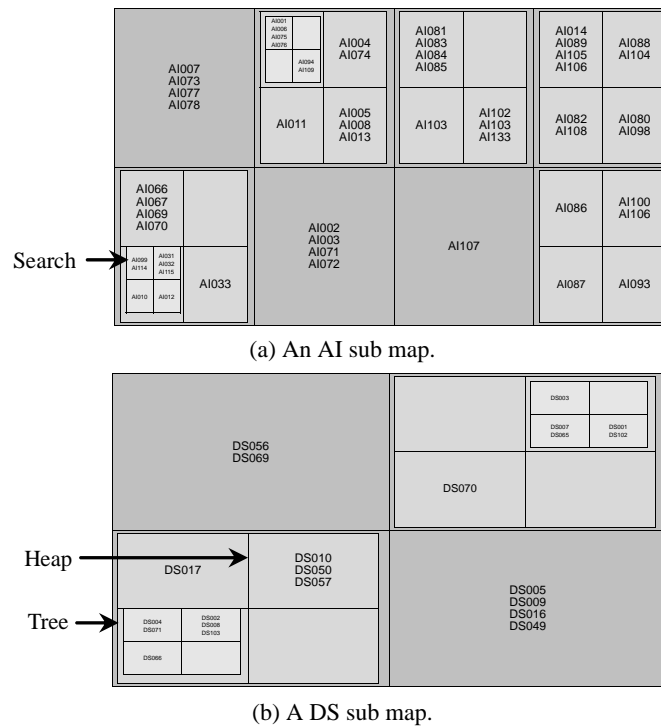 AI007
AI073
AI077
AI078
AI001
AI006
AI075
AI076
AI094
AI109
AI004
AI074
AI011
AI005
AI008
AI013
AI081
AI083
AI084
AI085
AI103
AI102
AI103
AI133
AI014
AI089
AI105
AI106
AI088
AI104
AI082
AI108
AI080
AI098
AI066
AI067
AI069
AI070
Search
AI099
AI114
AI031
AI032
AI115
AI010
AI012
AI033
AI002
AI003
AI071
AI072
AI107
AI086
AI100
AI106
AI087
AI093
(a) An AI sub map.
DS056
DS069
DS003
DS007
DS065
DS001
DS102
DS070
Heap
DS017
DS010
DS050
DS057
Tree
DS004
DS071
DS002
DS008
DS103
DS066
DS005
DS009
DS016
DS049
(b) A DS sub map.